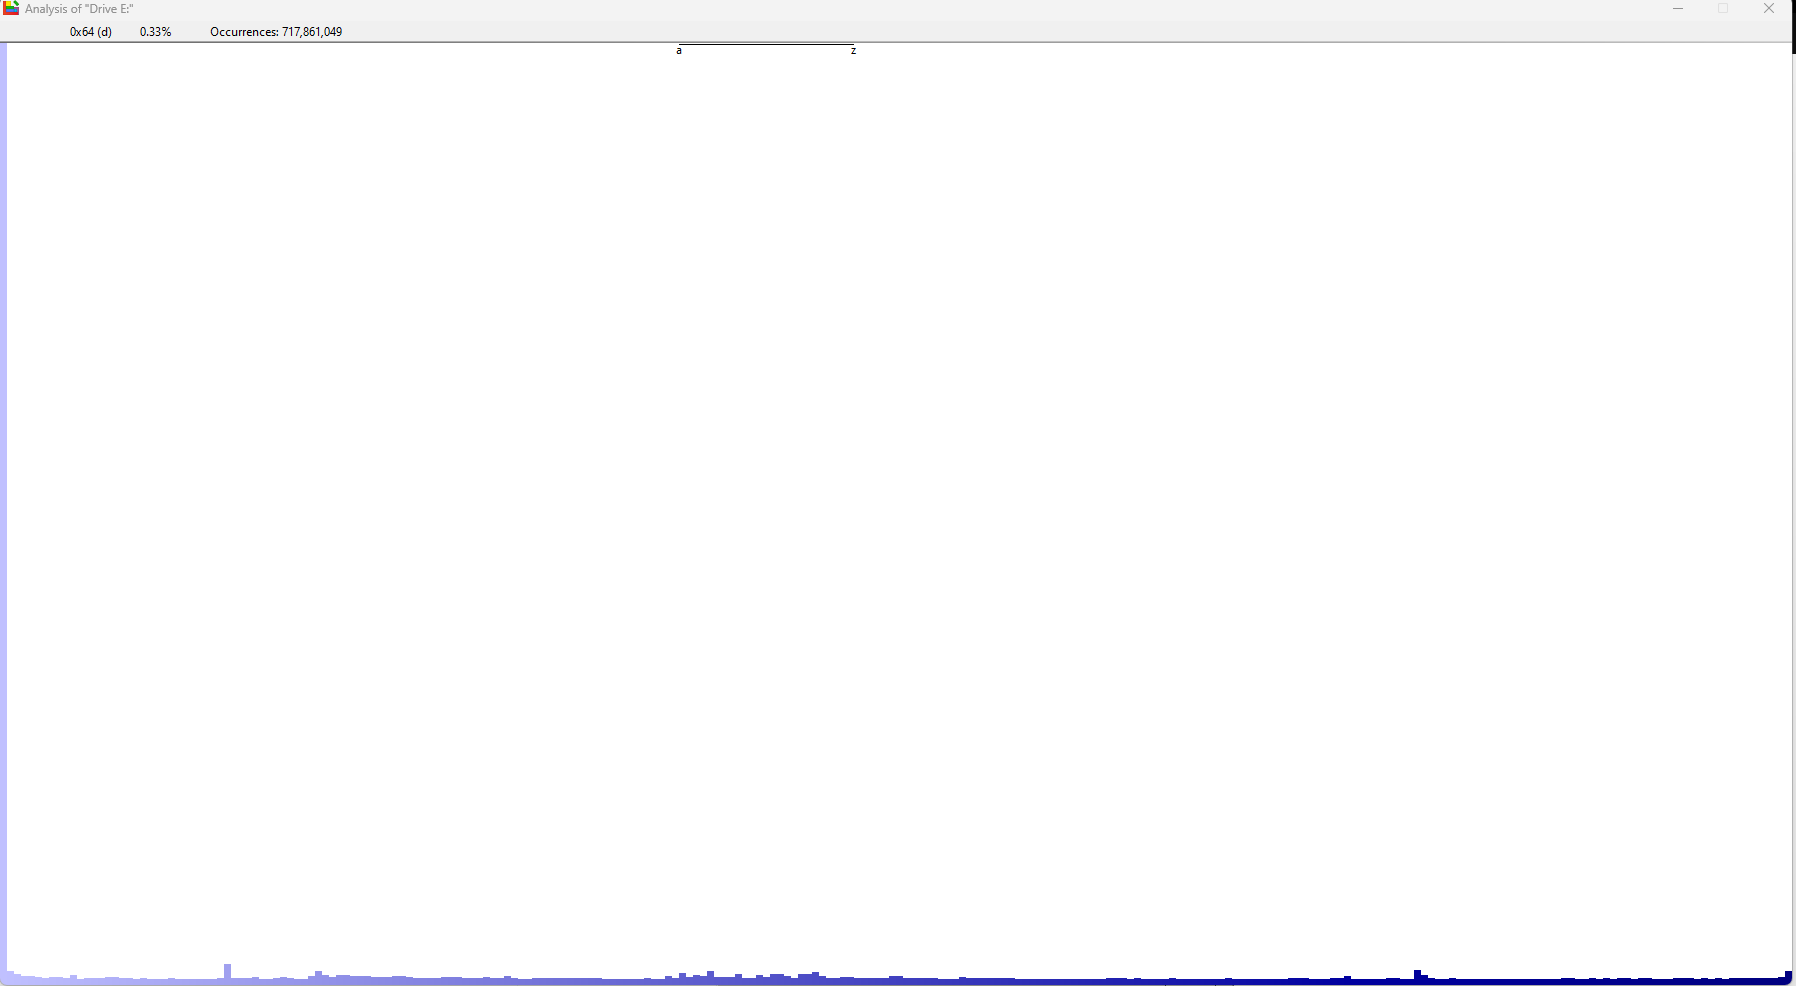 Analysis of "Drive E:"
0x64 (d) 0.33% Occurrences: 717,861,049
a z